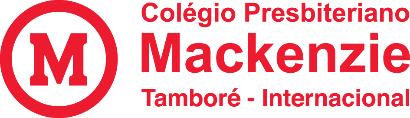 M
Colégio Presbiteriano
Mackenzie
Tamboré - Internacional